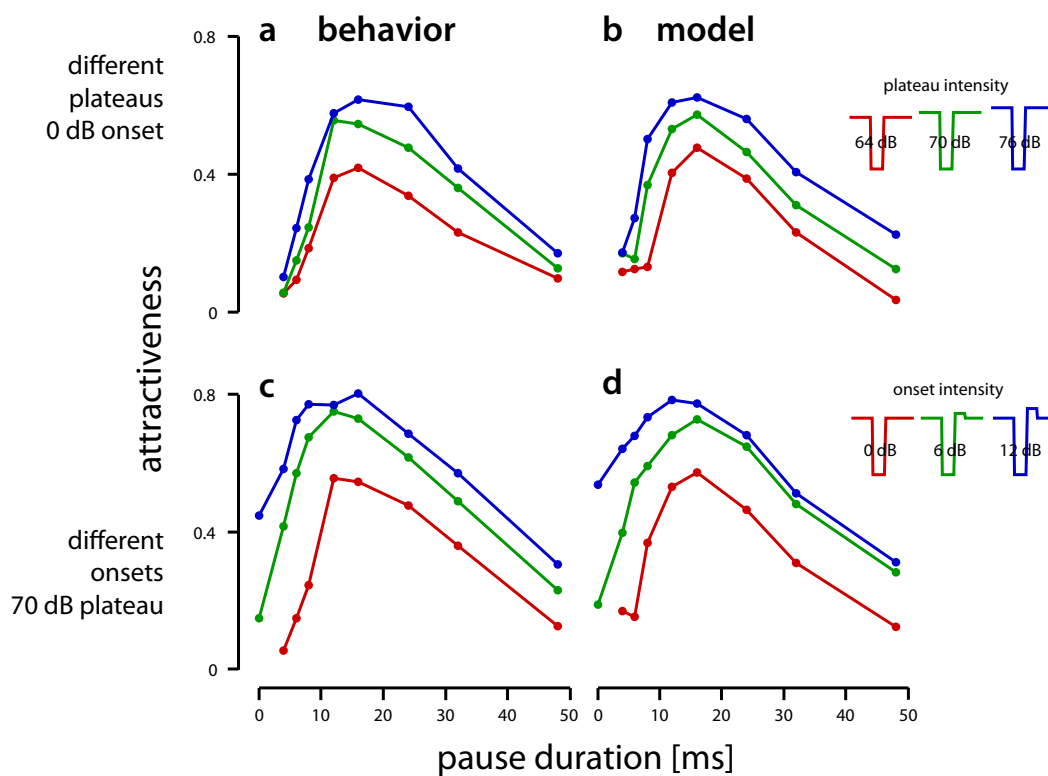 a behavior
b model
different
plateaus
0 dB onset
0.8
0.4
0
plateau intensity
64 dB
70 dB
76 dB
attractiveness
c
d
0.8
0.4
0
onset intensity
0 dB
6 dB
12 dB
different
onsets
70 dB plateau
0 10 20 30 40 50
0 10 20 30 40 50
pause duration [ms]